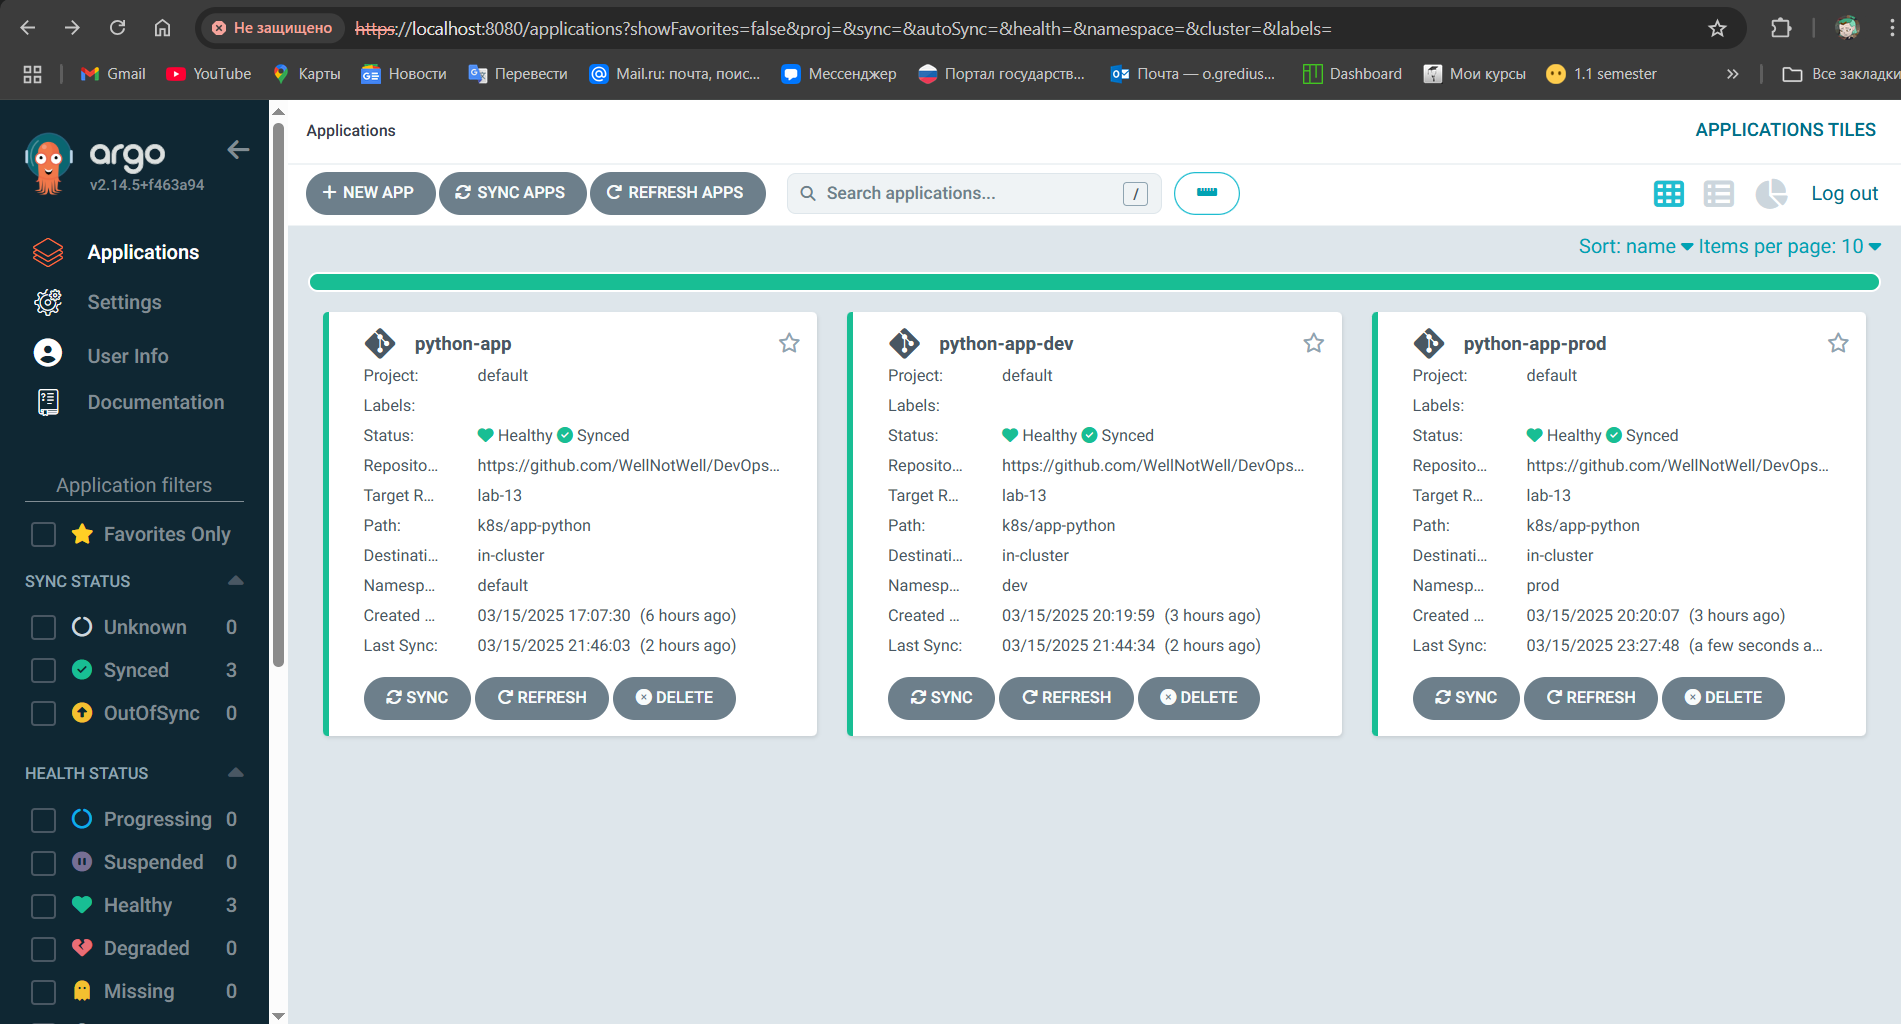 Не защищено https://localhost:8080/applications?showFavorites=false&proj=&sync=&autoSync=&health=&namespace=&cluster=&labels=
Gmail YouTube Карты Новости Перевести Mail.ru: почта, поис... Мессенджер Портал государств... Почта — o.gredius... Dashboard Мои курсы 1.1 semester » Все закладки
argo
v2.14.5+f463a94
Applications
Settings
User Info
Documentation
Application filters
Favorites Only
SYNC STATUS
Unknown 0
Synced 3
OutOfSync 0
HEALTH STATUS
Progressing 0
Suspended 0
Healthy 3
Degraded 0
Missing 0
Applications
APPLICATIONS TILES
+ NEW APP SYNC APPS REFRESH APPS Search applications... / Log out
Sort: name Items per page: 10
python-app
Project: default
Labels:
Status: Healthy Synced
Reposito... https://github.com/WellNotWell/DevOps...
Target R... lab-13
Path: k8s/app-python
Destinati... in-cluster
Namesp... default
Created ... 03/15/2025 17:07:30 (6 hours ago)
Last Sync: 03/15/2025 21:46:03 (2 hours ago)
SYNC REFRESH DELETE
python-app-dev
Project: default
Labels:
Status: Healthy Synced
Reposito... https://github.com/WellNotWell/DevOps...
Target R... lab-13
Path: k8s/app-python
Destinati... in-cluster
Namesp... dev
Created ... 03/15/2025 20:19:59 (3 hours ago)
Last Sync: 03/15/2025 21:44:34 (2 hours ago)
SYNC REFRESH DELETE
python-app-prod
Project: default
Labels:
Status: Healthy Synced
Reposito... https://github.com/WellNotWell/DevOps...
Target R... lab-13
Path: k8s/app-python
Destinati... in-cluster
Namesp... prod
Created ... 03/15/2025 20:20:07 (3 hours ago)
Last Sync: 03/15/2025 23:27:48 (a few seconds a...
SYNC REFRESH DELETE